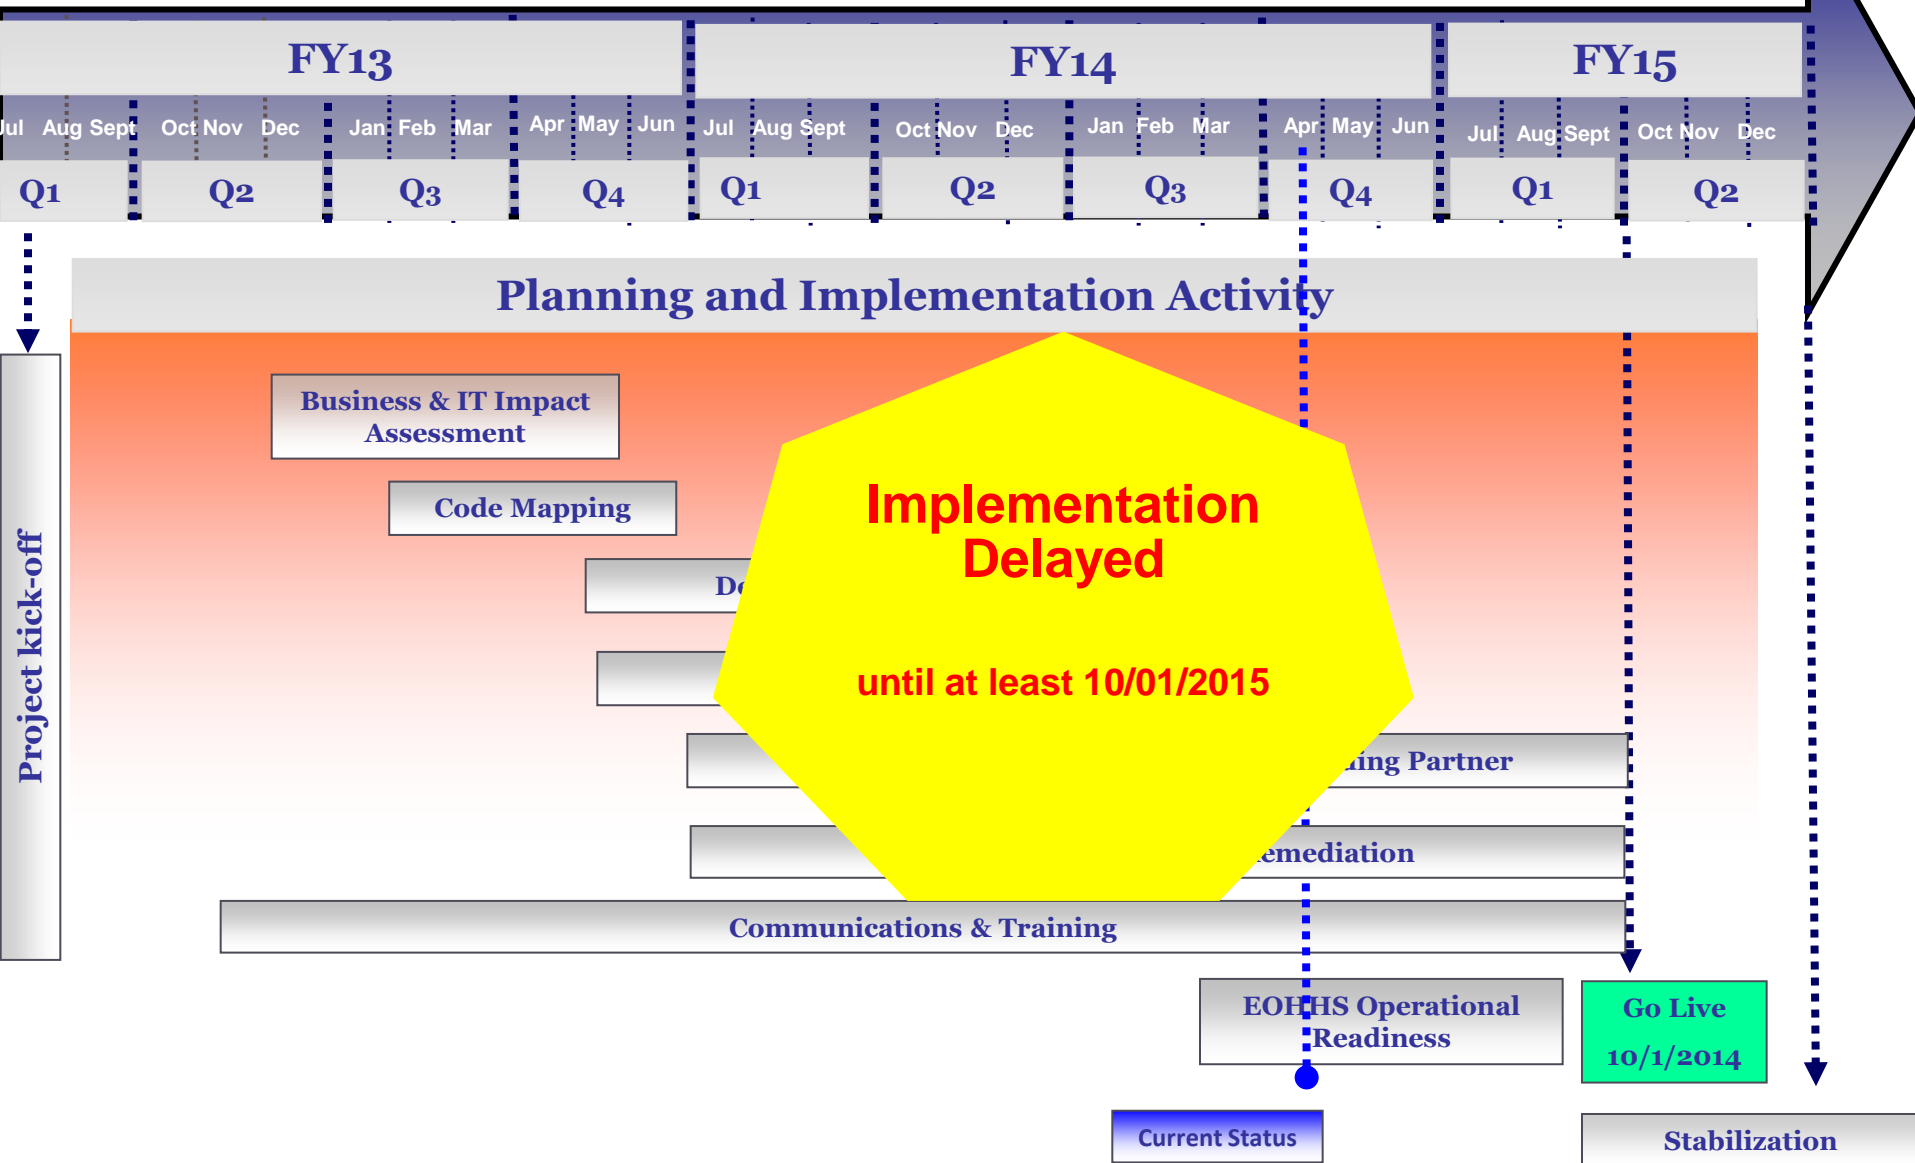 FY13 FY14 FY15
Jul Aug Sept Oct Nov Dec Jan Feb Mar Apr May Jun Jul Aug Sept Oct Nov Dec Jan Feb Mar Apr May Jun Jul Aug Sept Oct Nov Dec
Q1 Q2 Q3 Q4 Q1 Q2 Q3 Q4 Q1 Q2
Planning and Implementation Activity
Project kick-off
Business & IT Impact
Assessment
Code Mapping
Implementation
Delayed
until at least 10/01/2015
Partner
Communications & Training
EOHHS Operational
Readiness
Go Live
10/1/2014
Current Status
Stabilization